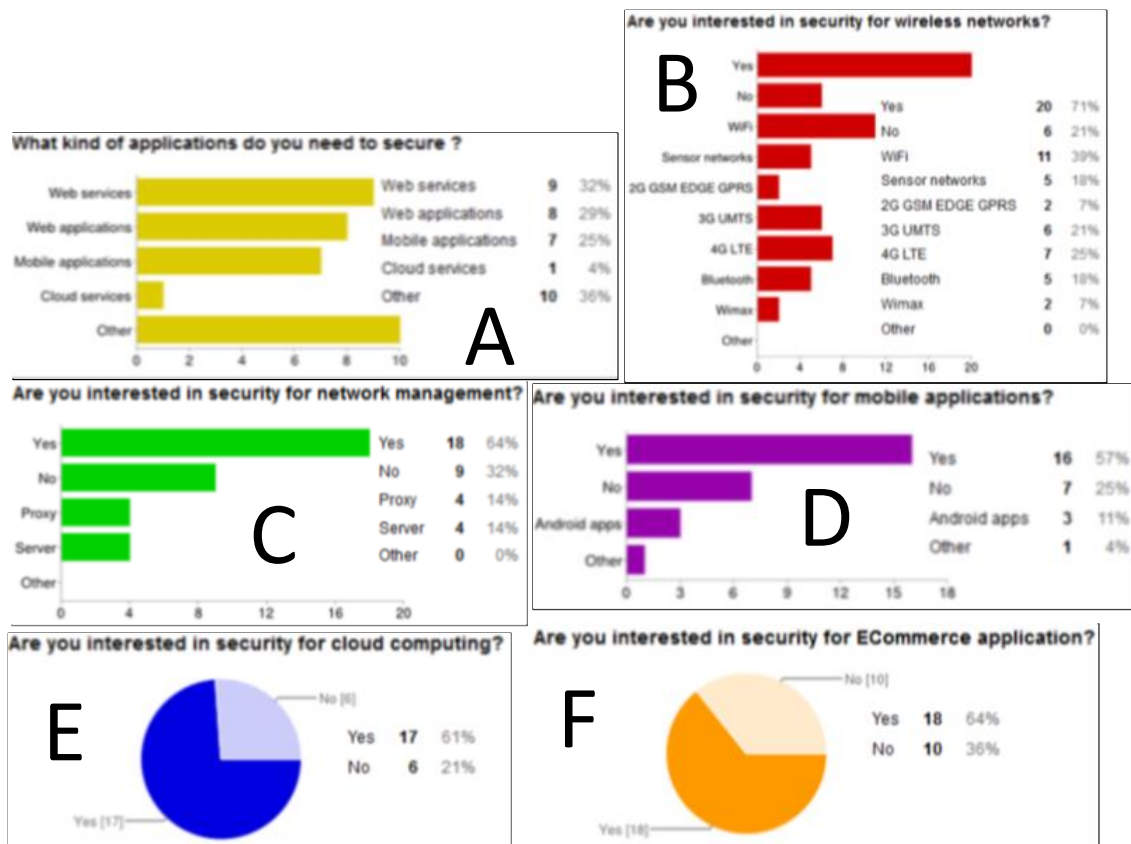 What kind of applications do you need to secure ?
Web services
Web applications
Mobile applications
Cloud services
Other
0 2 4 6 8 10
Web services 9 32%
Web applications 8 29%
Mobile applications 7 25%
Cloud services 1 4%
Other 10 36%
A
Are you interested in security for wireless networks?
B
Yes
No
WiFi
Sensor networks
2G GSM EDGE GPRS
3G UMTS
4G LTE
Bluetooth
Wimax
Other
0 4 8 12 16 20
Yes 20 71%
No 6 21%
WiFi 11 39%
Sensor networks 5 18%
2G GSM EDGE GPRS 2 7%
3G UMTS 6 21%
4G LTE 7 25%
Bluetooth 5 18%
Wimax 2 7%
Other 0 0%
Are you interested in security for network management?
Yes
No
Proxy
Server
Other
0 4 8 12 16 20
Yes 18 64%
No 9 32%
Proxy 4 14%
Server 4 14%
Other 0 0%
C
Are you interested in security for mobile applications?
Yes
No
Android apps
Other
0 3 6 9 12 15 18
Yes 16 57%
No 7 25%
Android apps 3 11%
Other 1 4%
D
Are you interested in security for cloud computing?
E
No [6]
Yes [17]
Yes 17 61%
No 6 21%
Are you interested in security for ECommerce application?
F
No [10]
Yes [18]
Yes 18 64%
No 10 36%